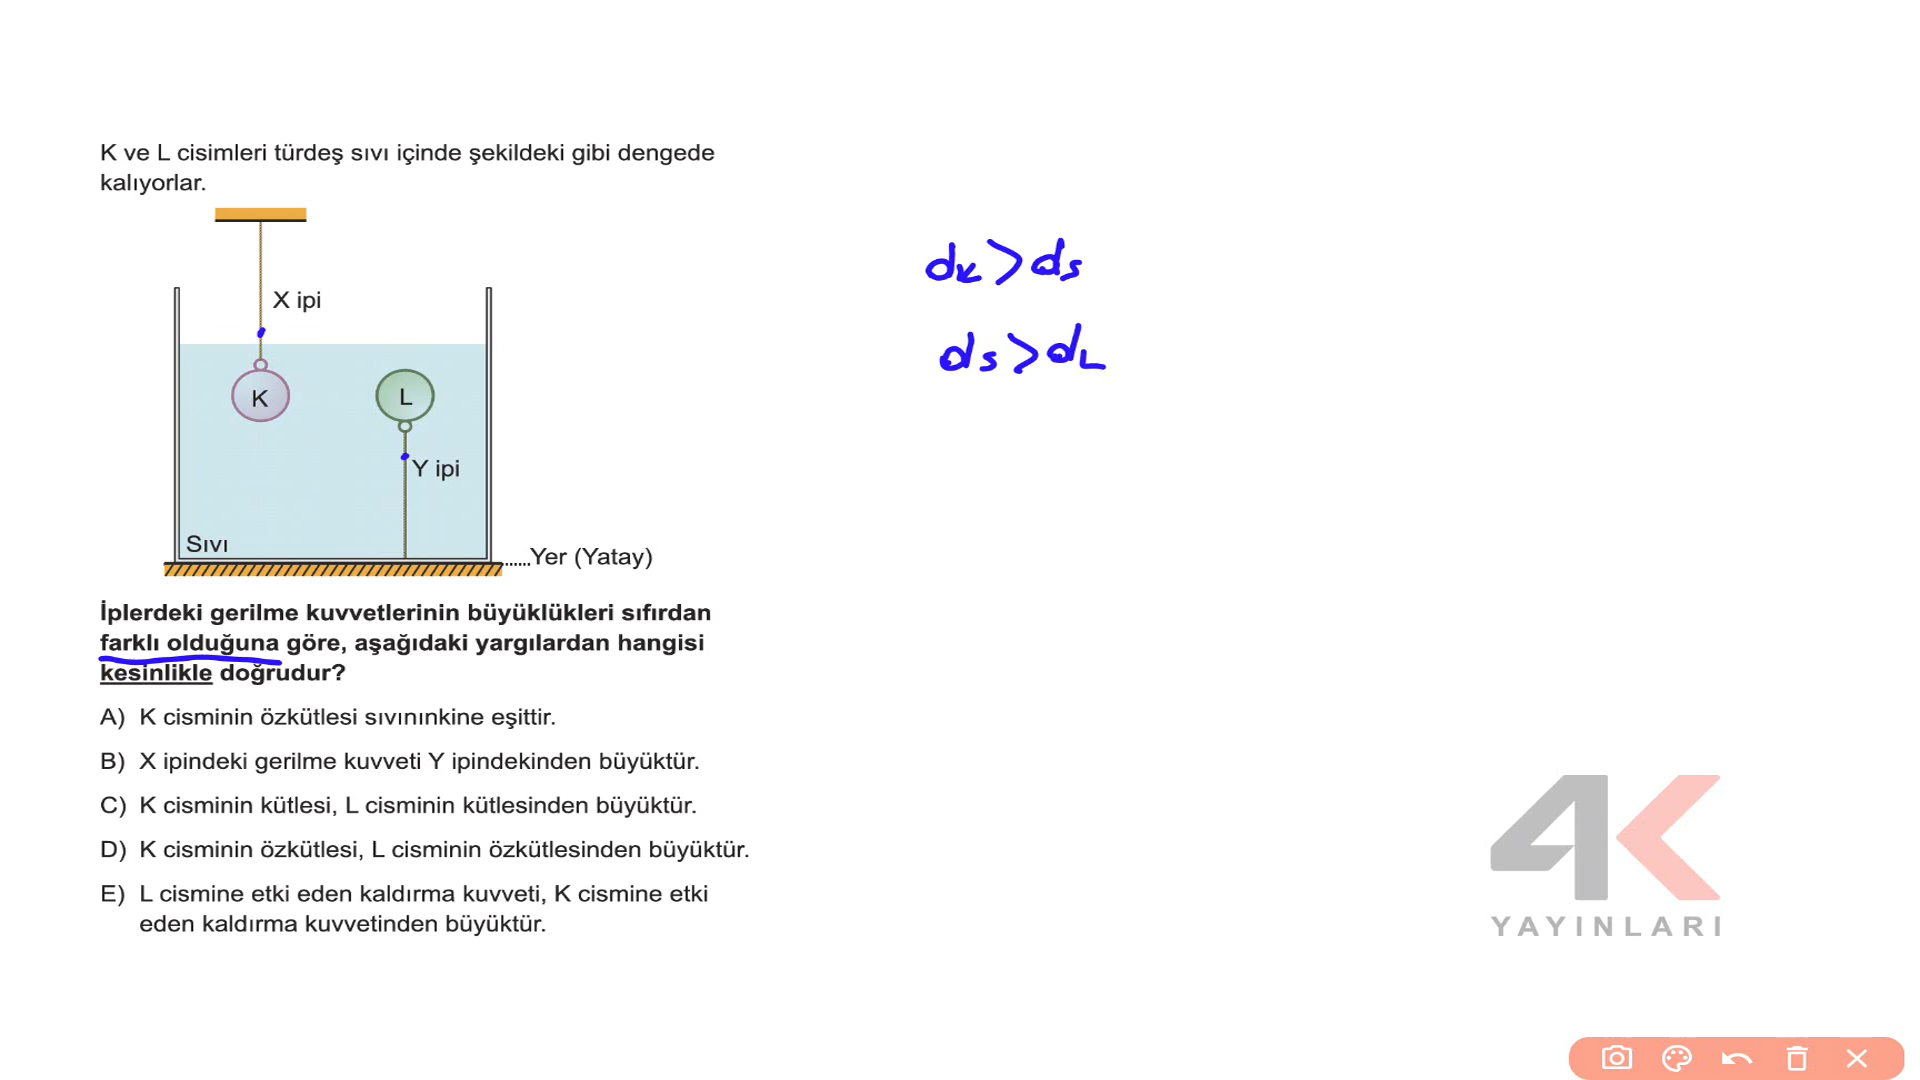 K ve L cisimleri türdeş sıvı içinde şekildeki gibi dengede
kalıyorlar.
X ipi
K
L
Y ipi
Sıvı
......Yer (Yatay)
İplerdeki gerilme kuvvetlerinin büyüklükleri sıfırdan
farklı olduğuna göre, aşağıdaki yargılardan hangisi
kesinlikle doğrudur?
A) K cisminin özkütlesi sıvınınkine eşittir.
B) X ipindeki gerilme kuvveti Y ipindekinden büyüktür.
C) K cisminin kütlesi, L cisminin kütlesinden büyüktür.
D) K cisminin özkütlesi, L cisminin özkütlesinden büyüktür.
E) L cismine etki eden kaldırma kuvveti, K cismine etki
eden kaldırma kuvvetinden büyüktür.
dK > ds
ds > dL
4K
YAYINLARI